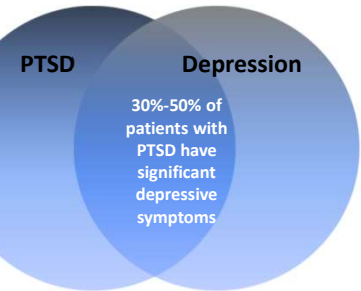 PTSD
Depression
30%-50% of
patients with
PTSD have
significant
depressive
symptoms